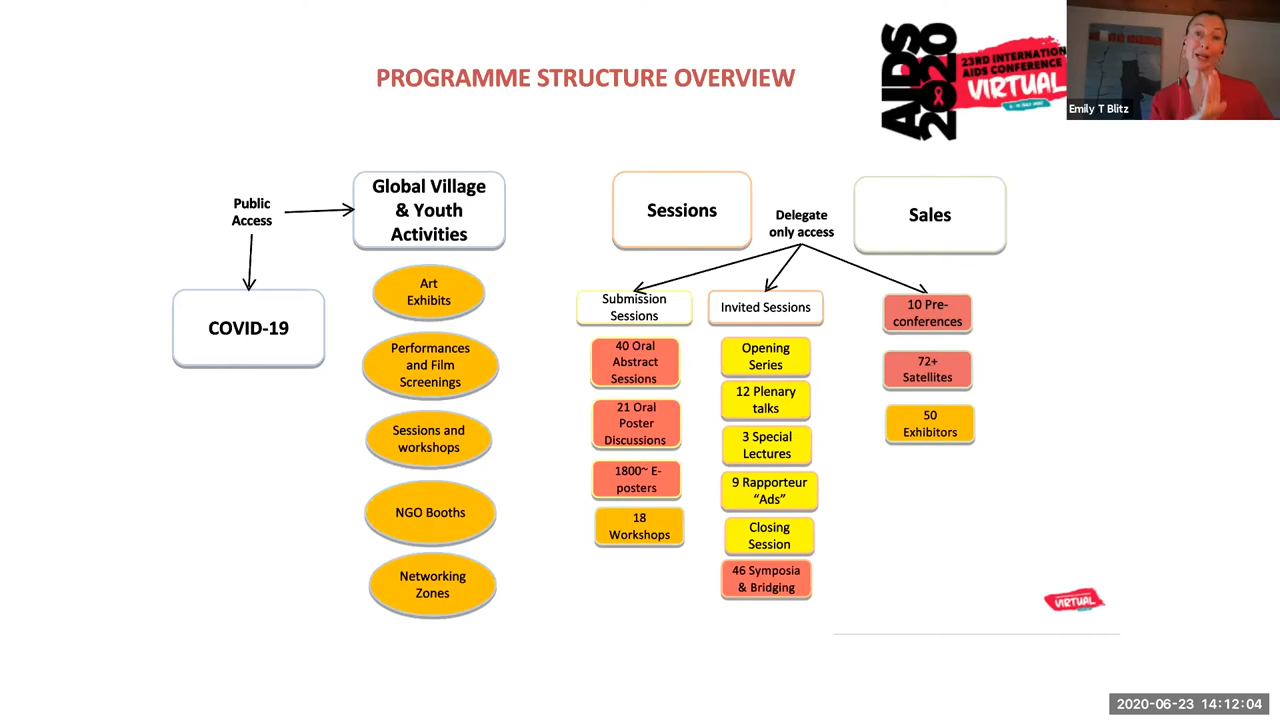 PROGRAMME STRUCTURE OVERVIEW
AIDS
2020
23RD INTERNATION
AIDS CONFERENCE
VIRTUAL
Emily T Blitz
Public
Access
Global Village
& Youth
Activities
Sessions
Delegate
only access
Sales
COVID-19
Art
Exhibits
Performances
and Film
Screenings
Sessions and
workshops
NGO Booths
Networking
Zones
Submission
Sessions
40 Oral
Abstract
Sessions
21 Oral
Poster
Discussions
1800~ E-
posters
18
Workshops
Invited Sessions
Opening
Series
12 Plenary
talks
3 Special
Lectures
9 Rapporteur
“Ads”
Closing
Session
46 Symposia
& Bridging
10 Pre-
conferences
72+
Satellites
50
Exhibitors
VIRTUAL
2020-06-23 14:12:04